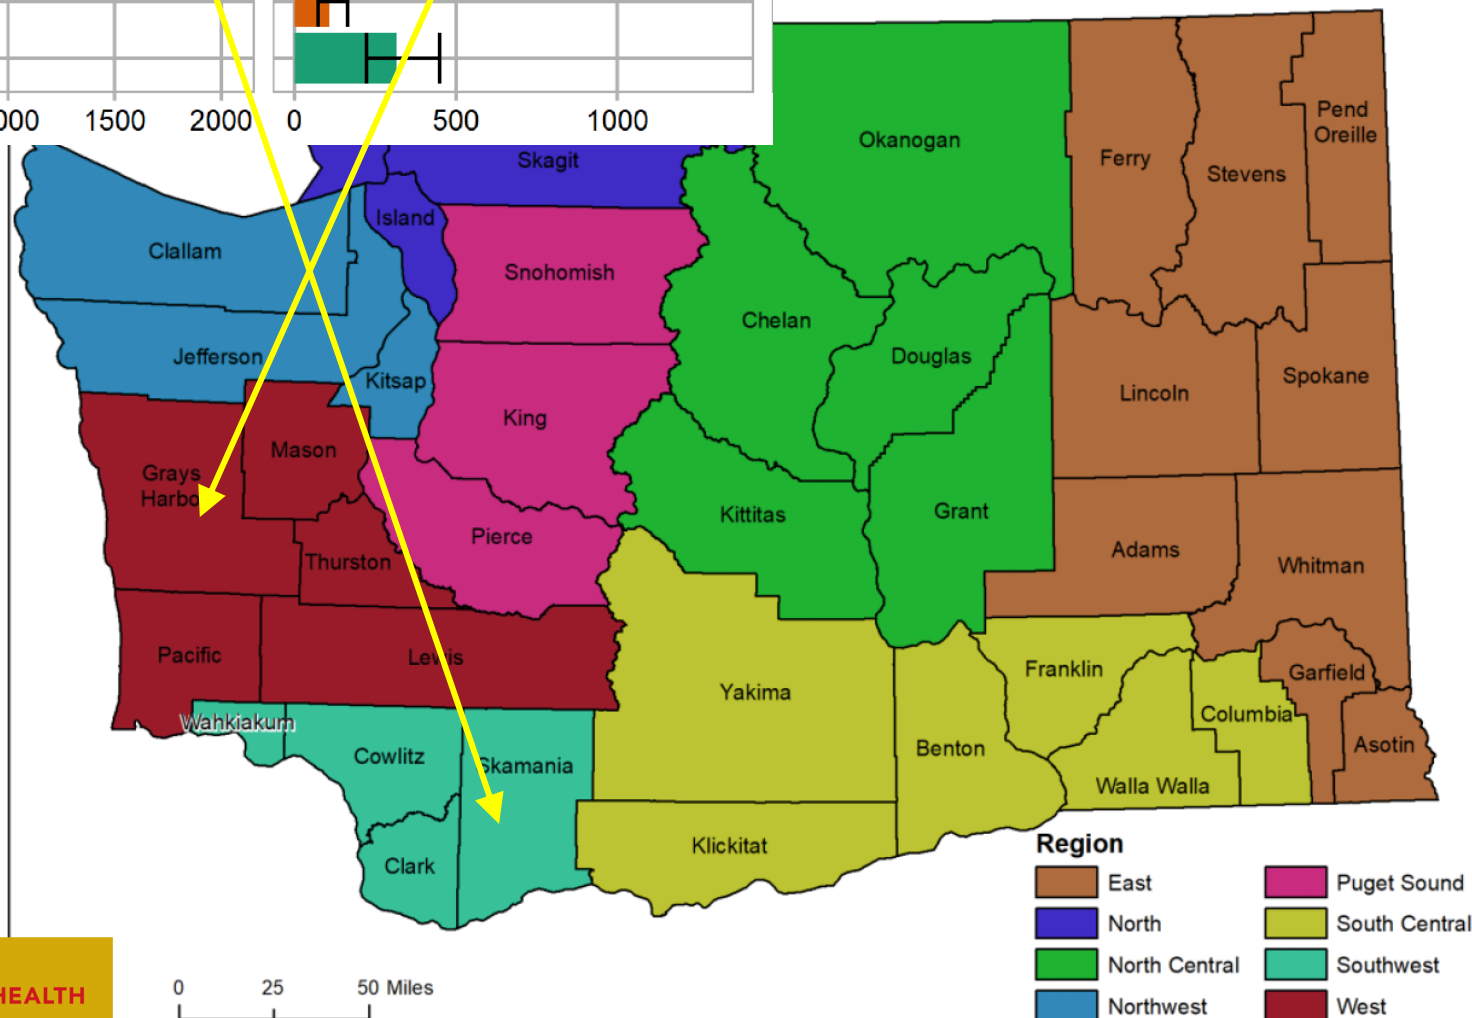 000 1500 2000 0 500 1000
Okanogan
Ferry
Stevens
Pend
Oreille
Skagit
Island
Clallam
Snohomish
Chelan
Jefferson
Douglas
Kitsap
Lincoln
Spokane
King
Mason
Grays
Harbo
Kittitas
Grant
Pierce
Thurston
Adams
Whitman
Pacific
Lewis
Yakima
Franklin
Garfield
Wahkiakum
Columbia
Cowlitz
Skamania
Benton
Asotin
Walla Walla
Klickitat
Clark
Region
East
Puget Sound
North
South Central
North Central
Southwest
Northwest
West
HEALTH
0 25 50 Miles